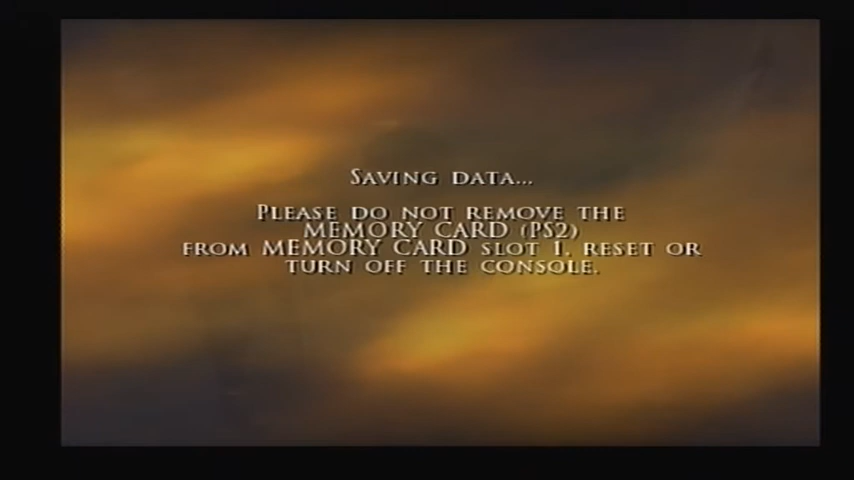 Saving data...
Please do not remove the
MEMORY CARD (PS2)
from MEMORY CARD slot 1, reset or
turn off the console.